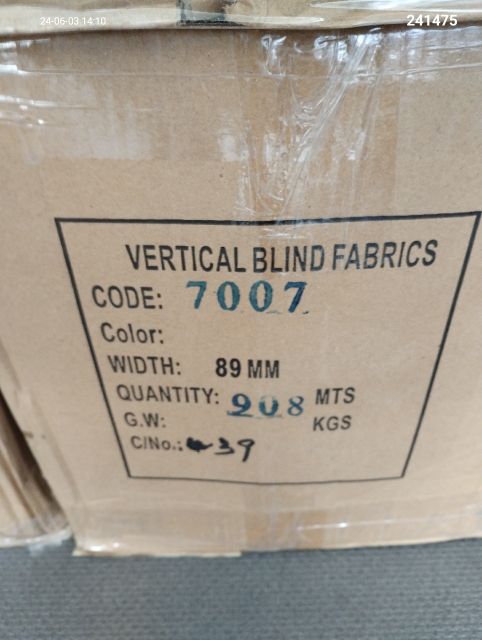 24-06-03 14:10
241475
VERTICAL BLIND FABRICS
CODE: 7007
Color:
WIDTH: 89 MM
QUANTITY: 908 MTS
G.W: KGS
C/No.: 39